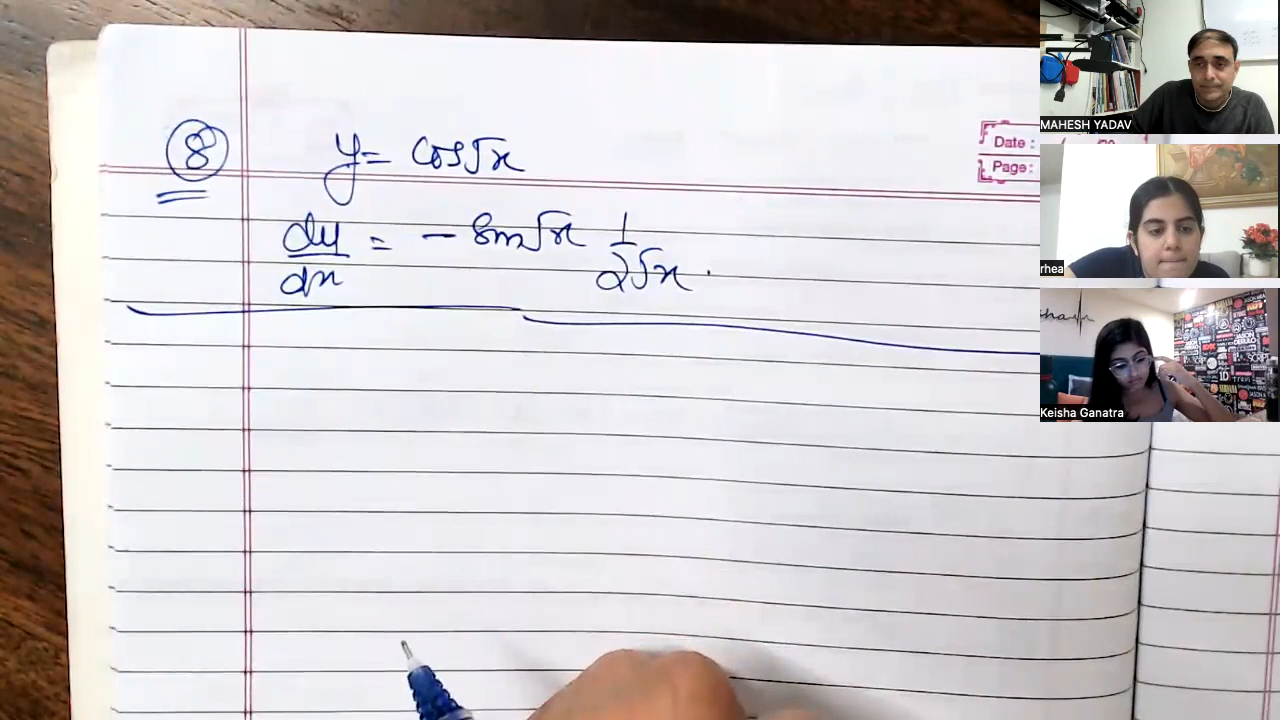 ⑧ y = cos√x
dy/dx = - sin√x 1/2√x .
Date :
Page:
MAHESH YADAV
rhea
Keisha Ganatra